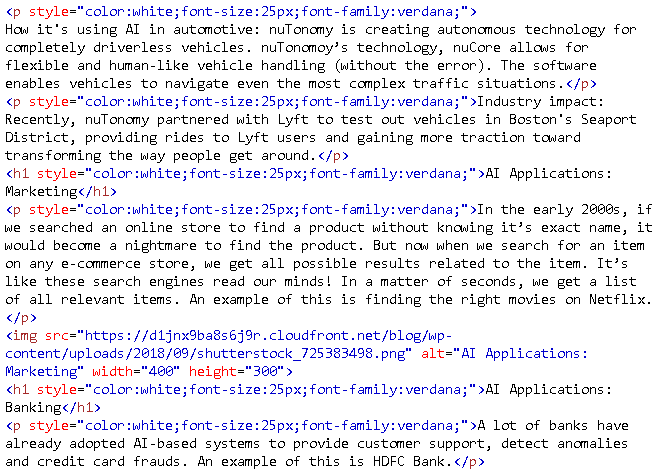 <p style="color:white;font-size:25px;font-family:verdana;">
How it's using AI in automotive: nuTonomy is creating autonomous technology for
completely driverless vehicles. nuTonomoy’s technology, nuCore allows for
flexible and human-like vehicle handling (without the error). The software
enables vehicles to navigate even the most complex traffic situations.</p>
<p style="color:white;font-size:25px;font-family:verdana;">Industry impact:
Recently, nuTonomy partnered with Lyft to test out vehicles in Boston's Seaport
District, providing rides to Lyft users and gaining more traction toward
transforming the way people get around.</p>
<h1 style="color:white;font-size:25px;font-family:verdana;">AI Applications:
Marketing</h1>
<p style="color:white;font-size:25px;font-family:verdana;">In the early 2000s, if
we searched an online store to find a product without knowing it’s exact name, it
would become a nightmare to find the product. But now when we search for an item
on any e-commerce store, we get all possible results related to the item. It’s
like these search engines read our minds! In a matter of seconds, we get a list
of all relevant items. An example of this is finding the right movies on Netflix.
</p>
<img src="https://d1jnx9ba8s6j9r.cloudfront.net/blog/wp-
content/uploads/2018/09/shutterstock_725383498.png" alt="AI Applications:
Marketing" width="400" height="300">
<h1 style="color:white;font-size:25px;font-family:verdana;">AI Applications:
Banking</h1>
<p style="color:white;font-size:25px;font-family:verdana;">A lot of banks have
already adopted AI-based systems to provide customer support, detect anomalies
and credit card frauds. An example of this is HDFC Bank.</p>